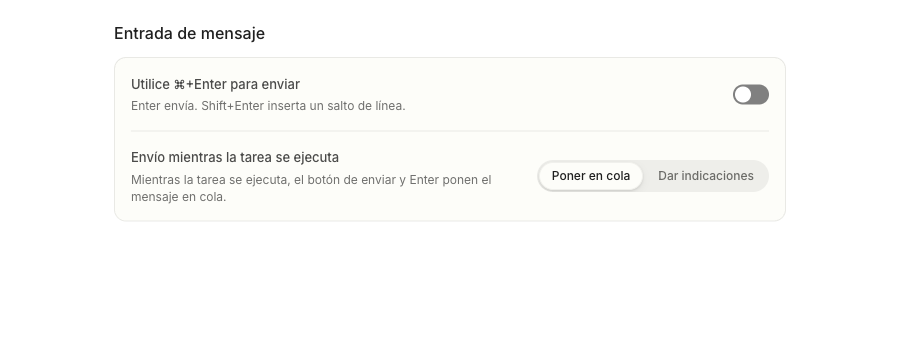 Entrada de mensaje
Utilice ⌘+Enter para enviar
Enter envía. Shift+Enter inserta un salto de línea.
Envío mientras la tarea se ejecuta
Mientras la tarea se ejecuta, el botón de enviar y Enter ponen el
mensaje en cola.
Poner en cola
Dar indicaciones